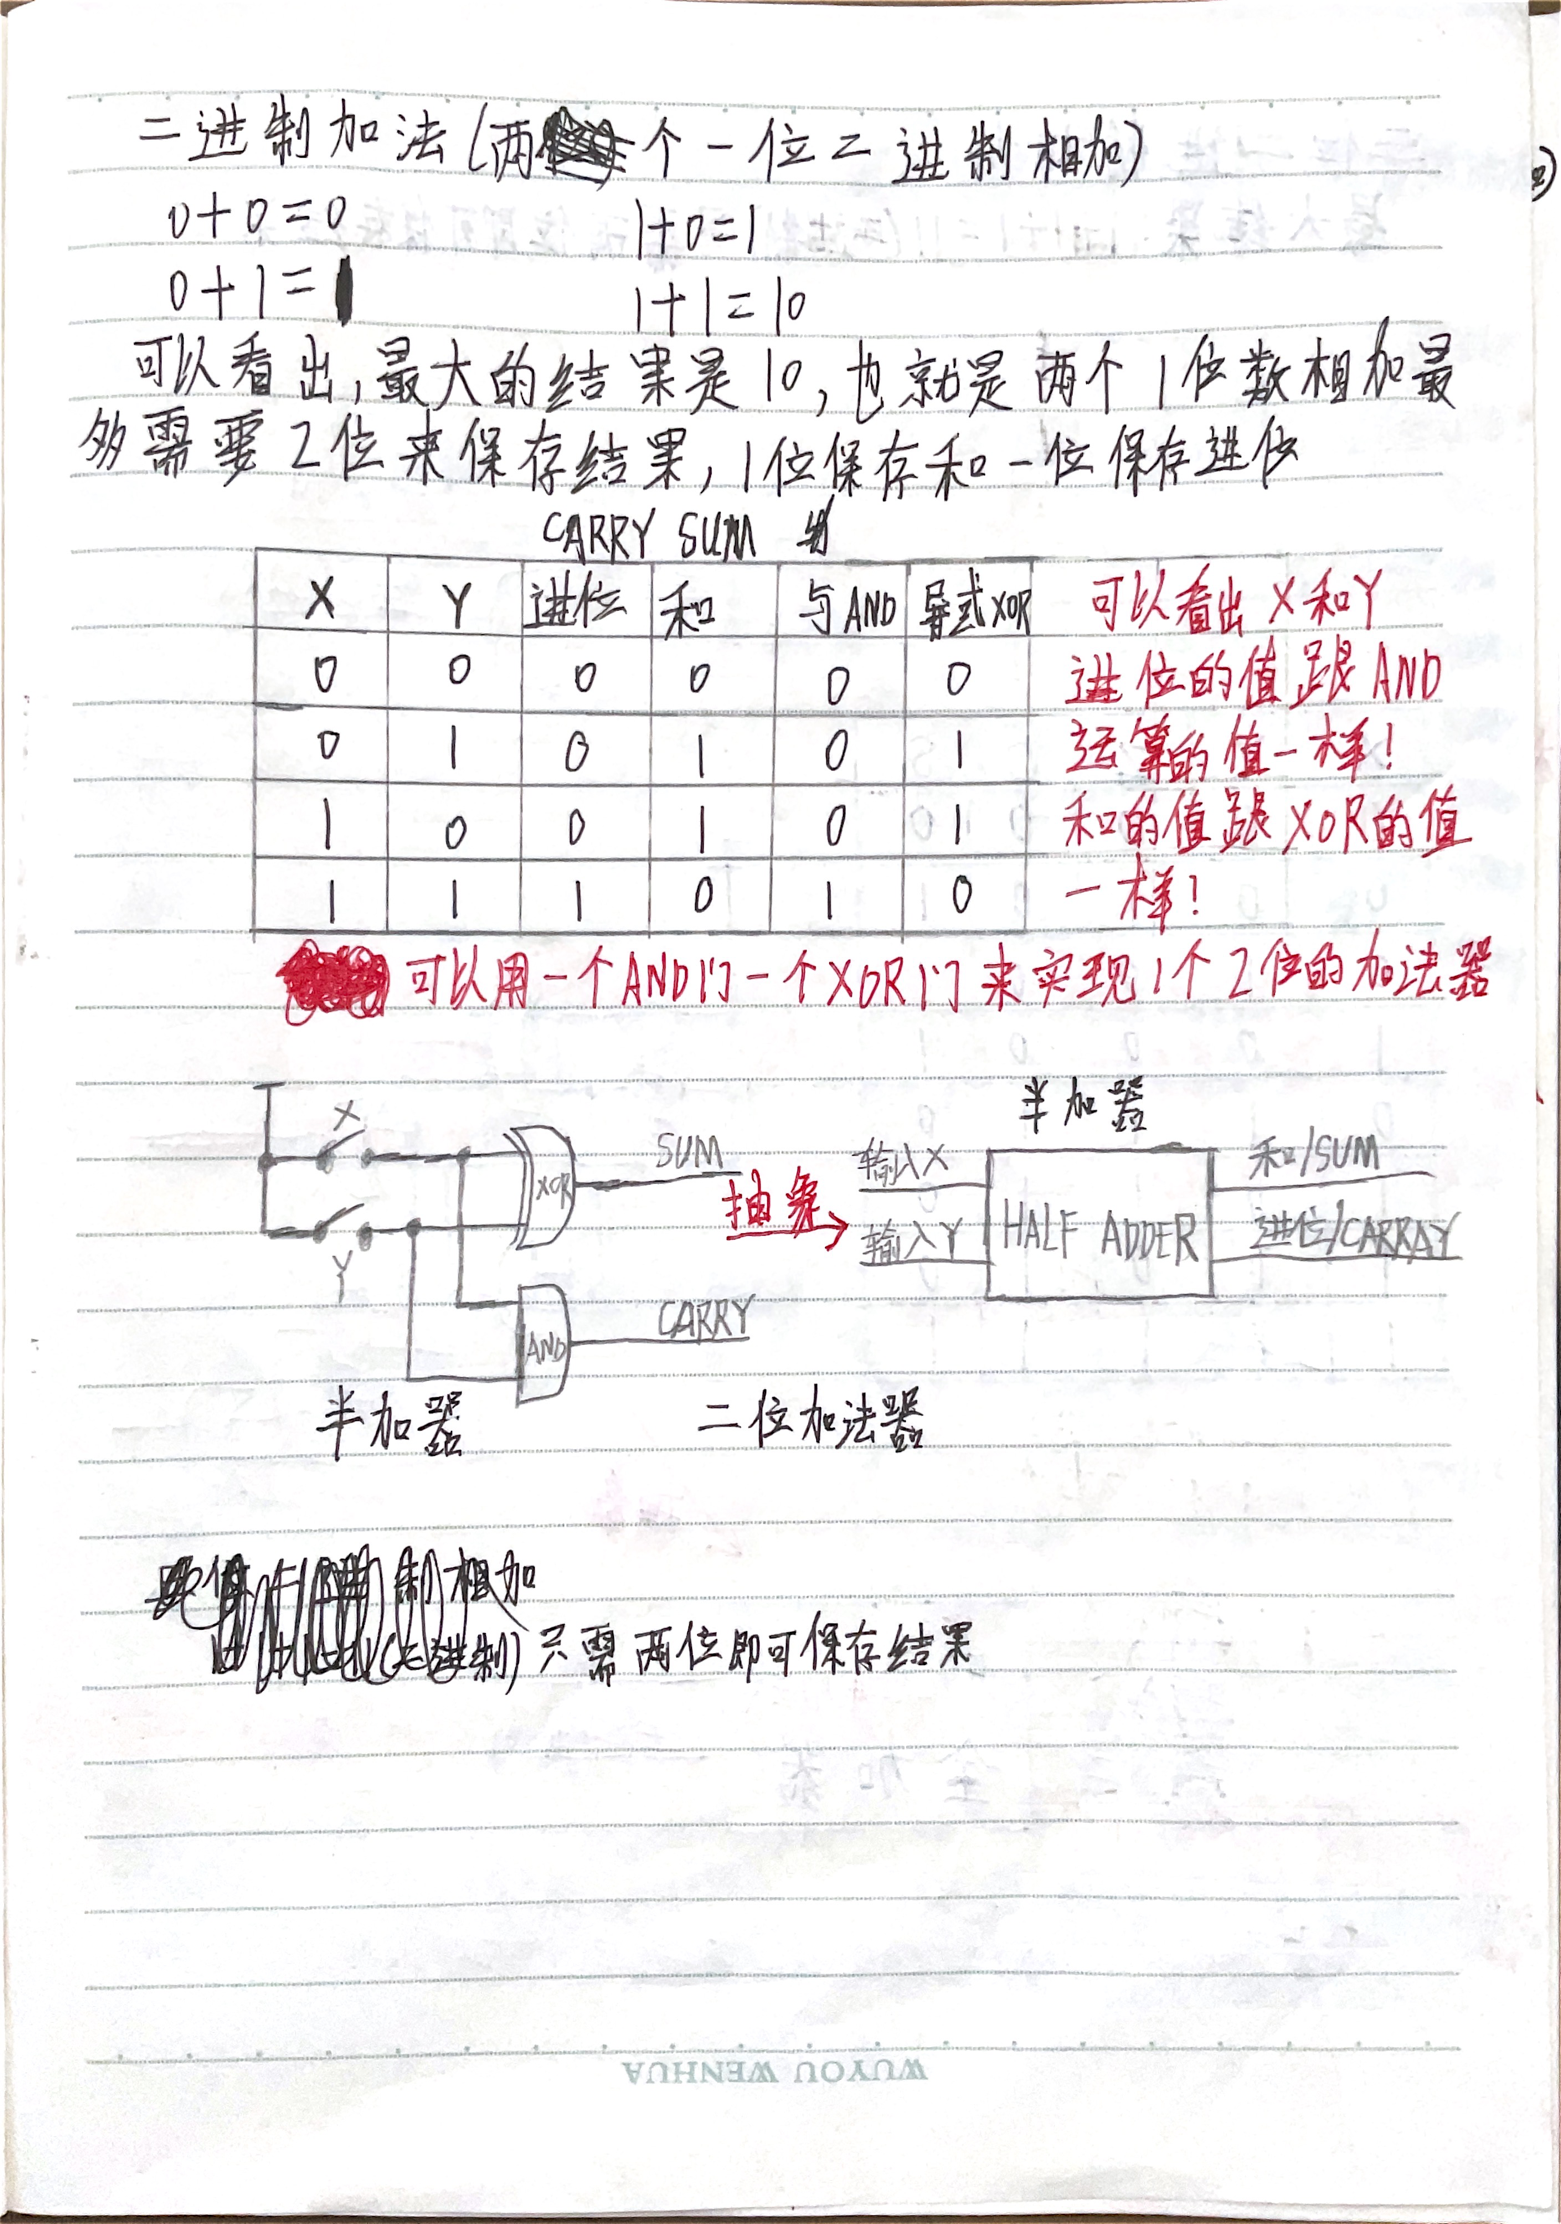 二进制加法(两个一位二进制相加)
0+0=0 1+0=1
0+1=1 1+1=10
可以看出,最大的结果是10,也就是两个1位数相加最
多需要2位来保存结果,1位保存和一位保存进位
CARRY SUM
X Y 进位 和 与AND 异或XOR
0 0 0 0 0 0
0 1 0 1 0 1
1 0 0 1 0 1
1 1 1 0 1 0
可以看出X和Y
进位的值跟AND
运算的值一样!
和的值跟XOR的值
一样!
可以用一个AND门一个XOR门来实现1个2位的加法器
X
Y
XOR
SUM
AND
CARRY
抽象
半加器
输入X
输入Y
HALF ADDER
和/SUM
进位/CARRAY
半加器 二位加法器
制相加
进制)只需两位即可保存结果
WUYOU WENHUA